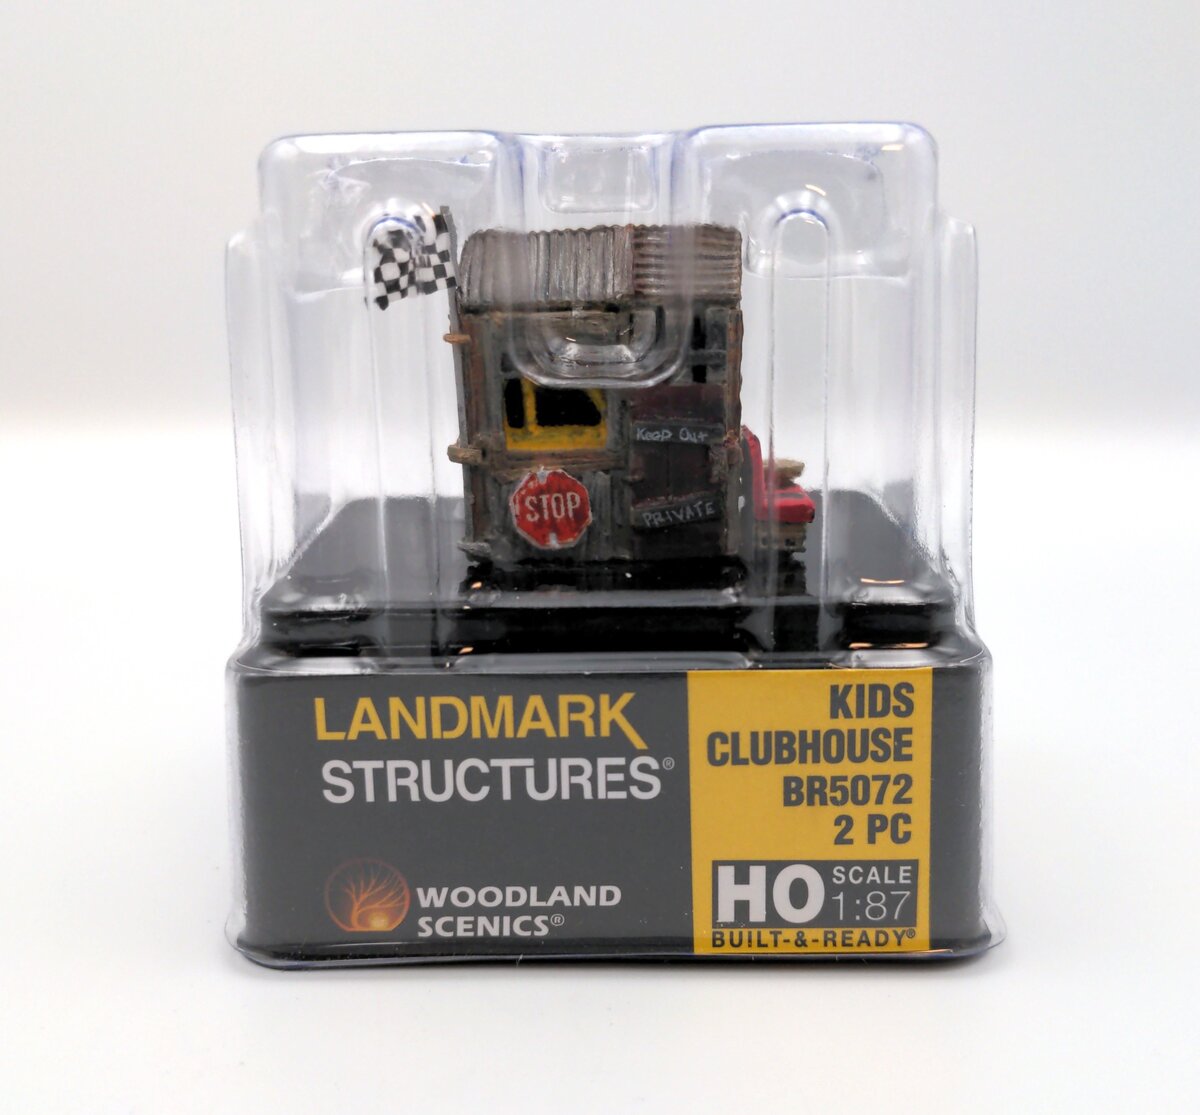 Keep Out
STOP
PRIVATE
LANDMARK
STRUCTURES®
WOODLAND
SCENICS®
KIDS
CLUBHOUSE
BR5072
2 PC
HO SCALE
1:87
BUILT-&-READY®